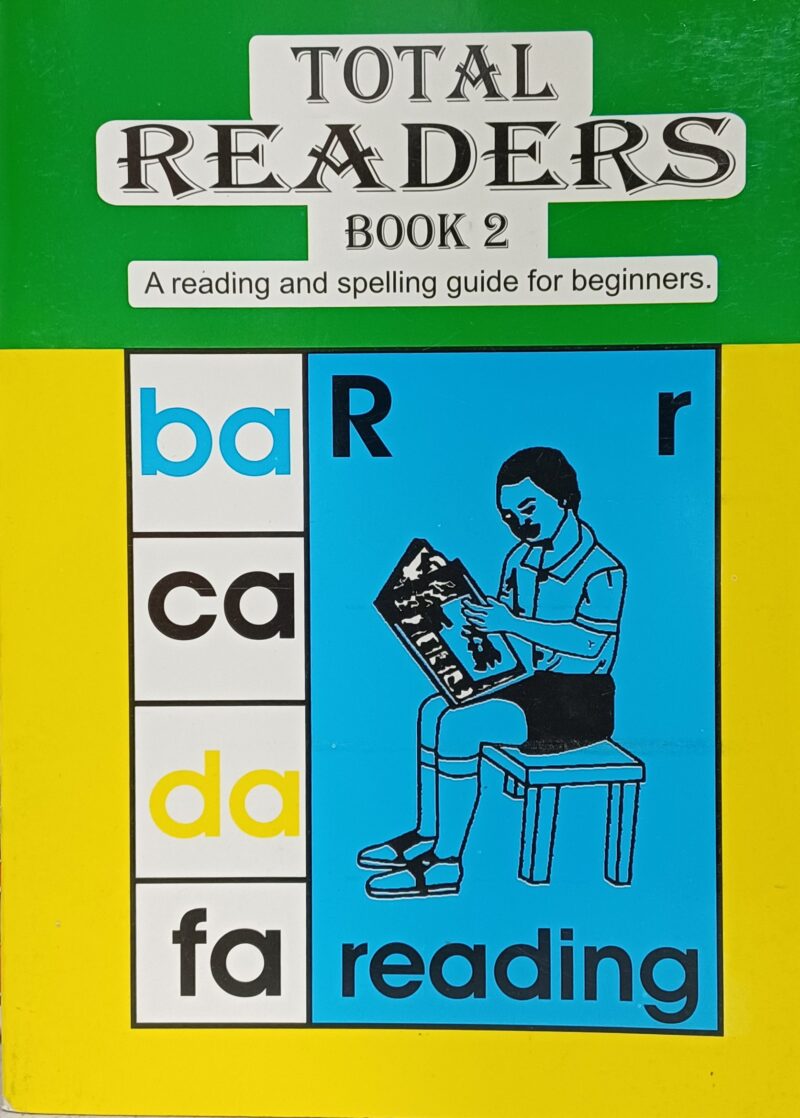 TOTAL
READERS
BOOK 2
A reading and spelling guide for beginners.
ba
ca
da
fa
R r
reading